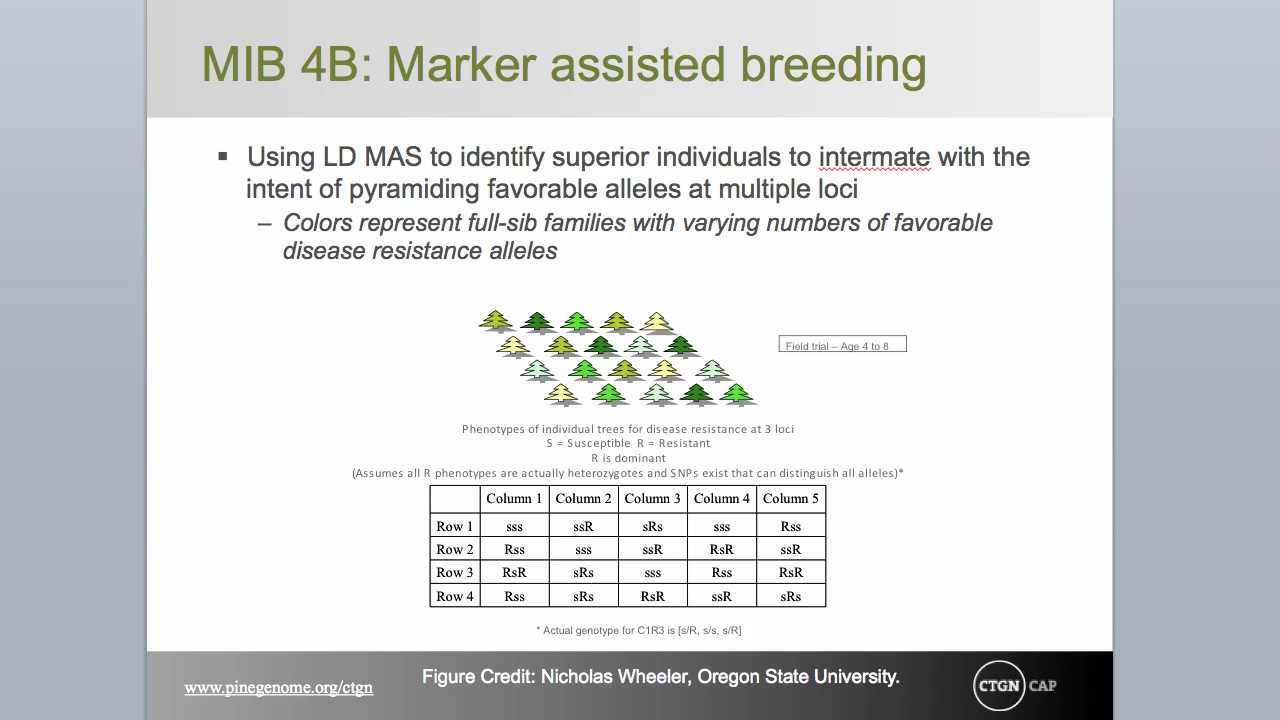 MIB 4B: Marker assisted breeding
▪ Using LD MAS to identify superior individuals to intermate with the
intent of pyramiding favorable alleles at multiple loci
– Colors represent full-sib families with varying numbers of favorable
disease resistance alleles
Field trial – Age 4 to 8
Phenotypes of individual trees for disease resistance at 3 loci
S = Susceptible R = Resistant
R is dominant
(Assumes all R phenotypes are actually heterozygotes and SNPs exist that can distinguish all alleles)*
Column 1 Column 2 Column 3 Column 4 Column 5
Row 1 sss ssR sRs sss Rss
Row 2 Rss sss ssR RsR ssR
Row 3 RsR sRs sss Rss RsR
Row 4 Rss sRs RsR ssR sRs
* Actual genotype for C1R3 is [s/R, s/s, s/R]
www.pinegenome.org/ctgn
Figure Credit: Nicholas Wheeler, Oregon State University.
CTGN CAP